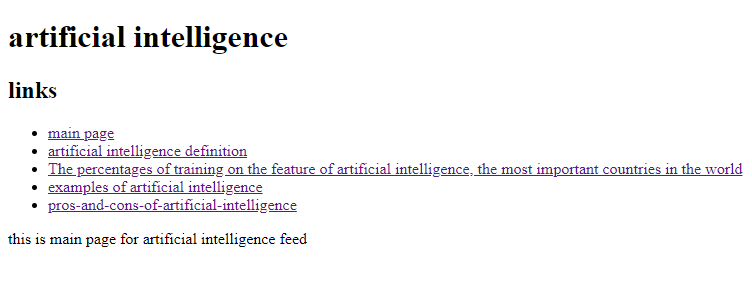 artificial intelligence
links
main page
artificial intelligence definition
The percentages of training on the feature of artificial intelligence, the most important countries in the world
examples of artificial intelligence
pros-and-cons-of-artificial-intelligence
this is main page for artificial intelligence feed